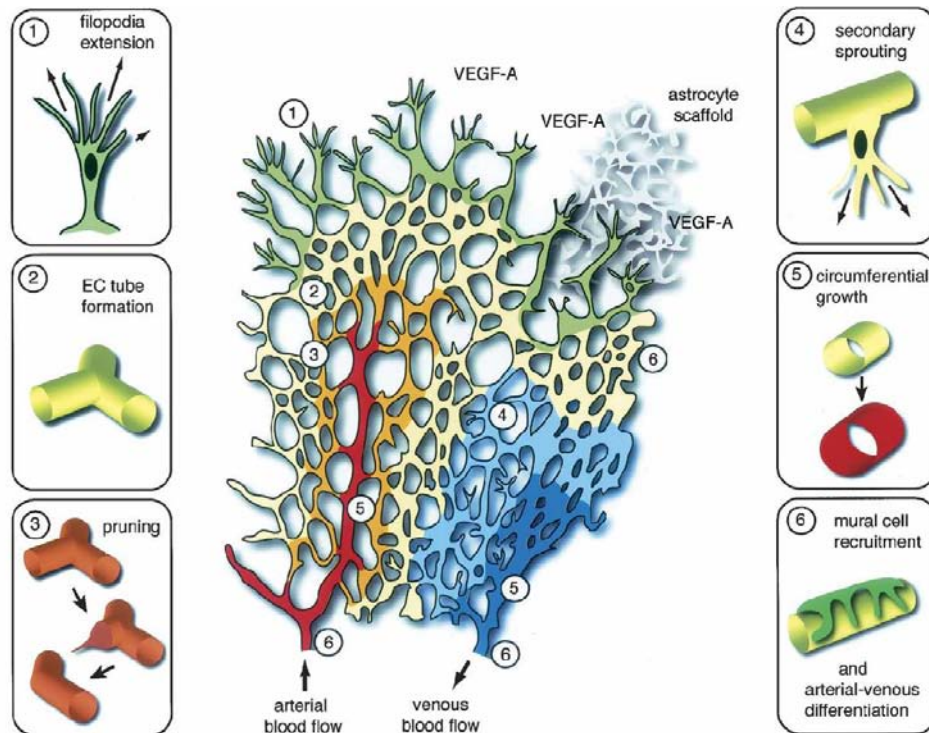 1
filopodia
extension
2
EC tube
formation
3
pruning
VEGF-A
VEGF-A
astrocyte
scaffold
VEGF-A
1
2
3
4
5
6
5
6
6
arterial
blood flow
venous
blood flow
4
secondary
sprouting
5
circumferential
growth
6
mural cell
recruitment
and
arterial-venous
differentiation